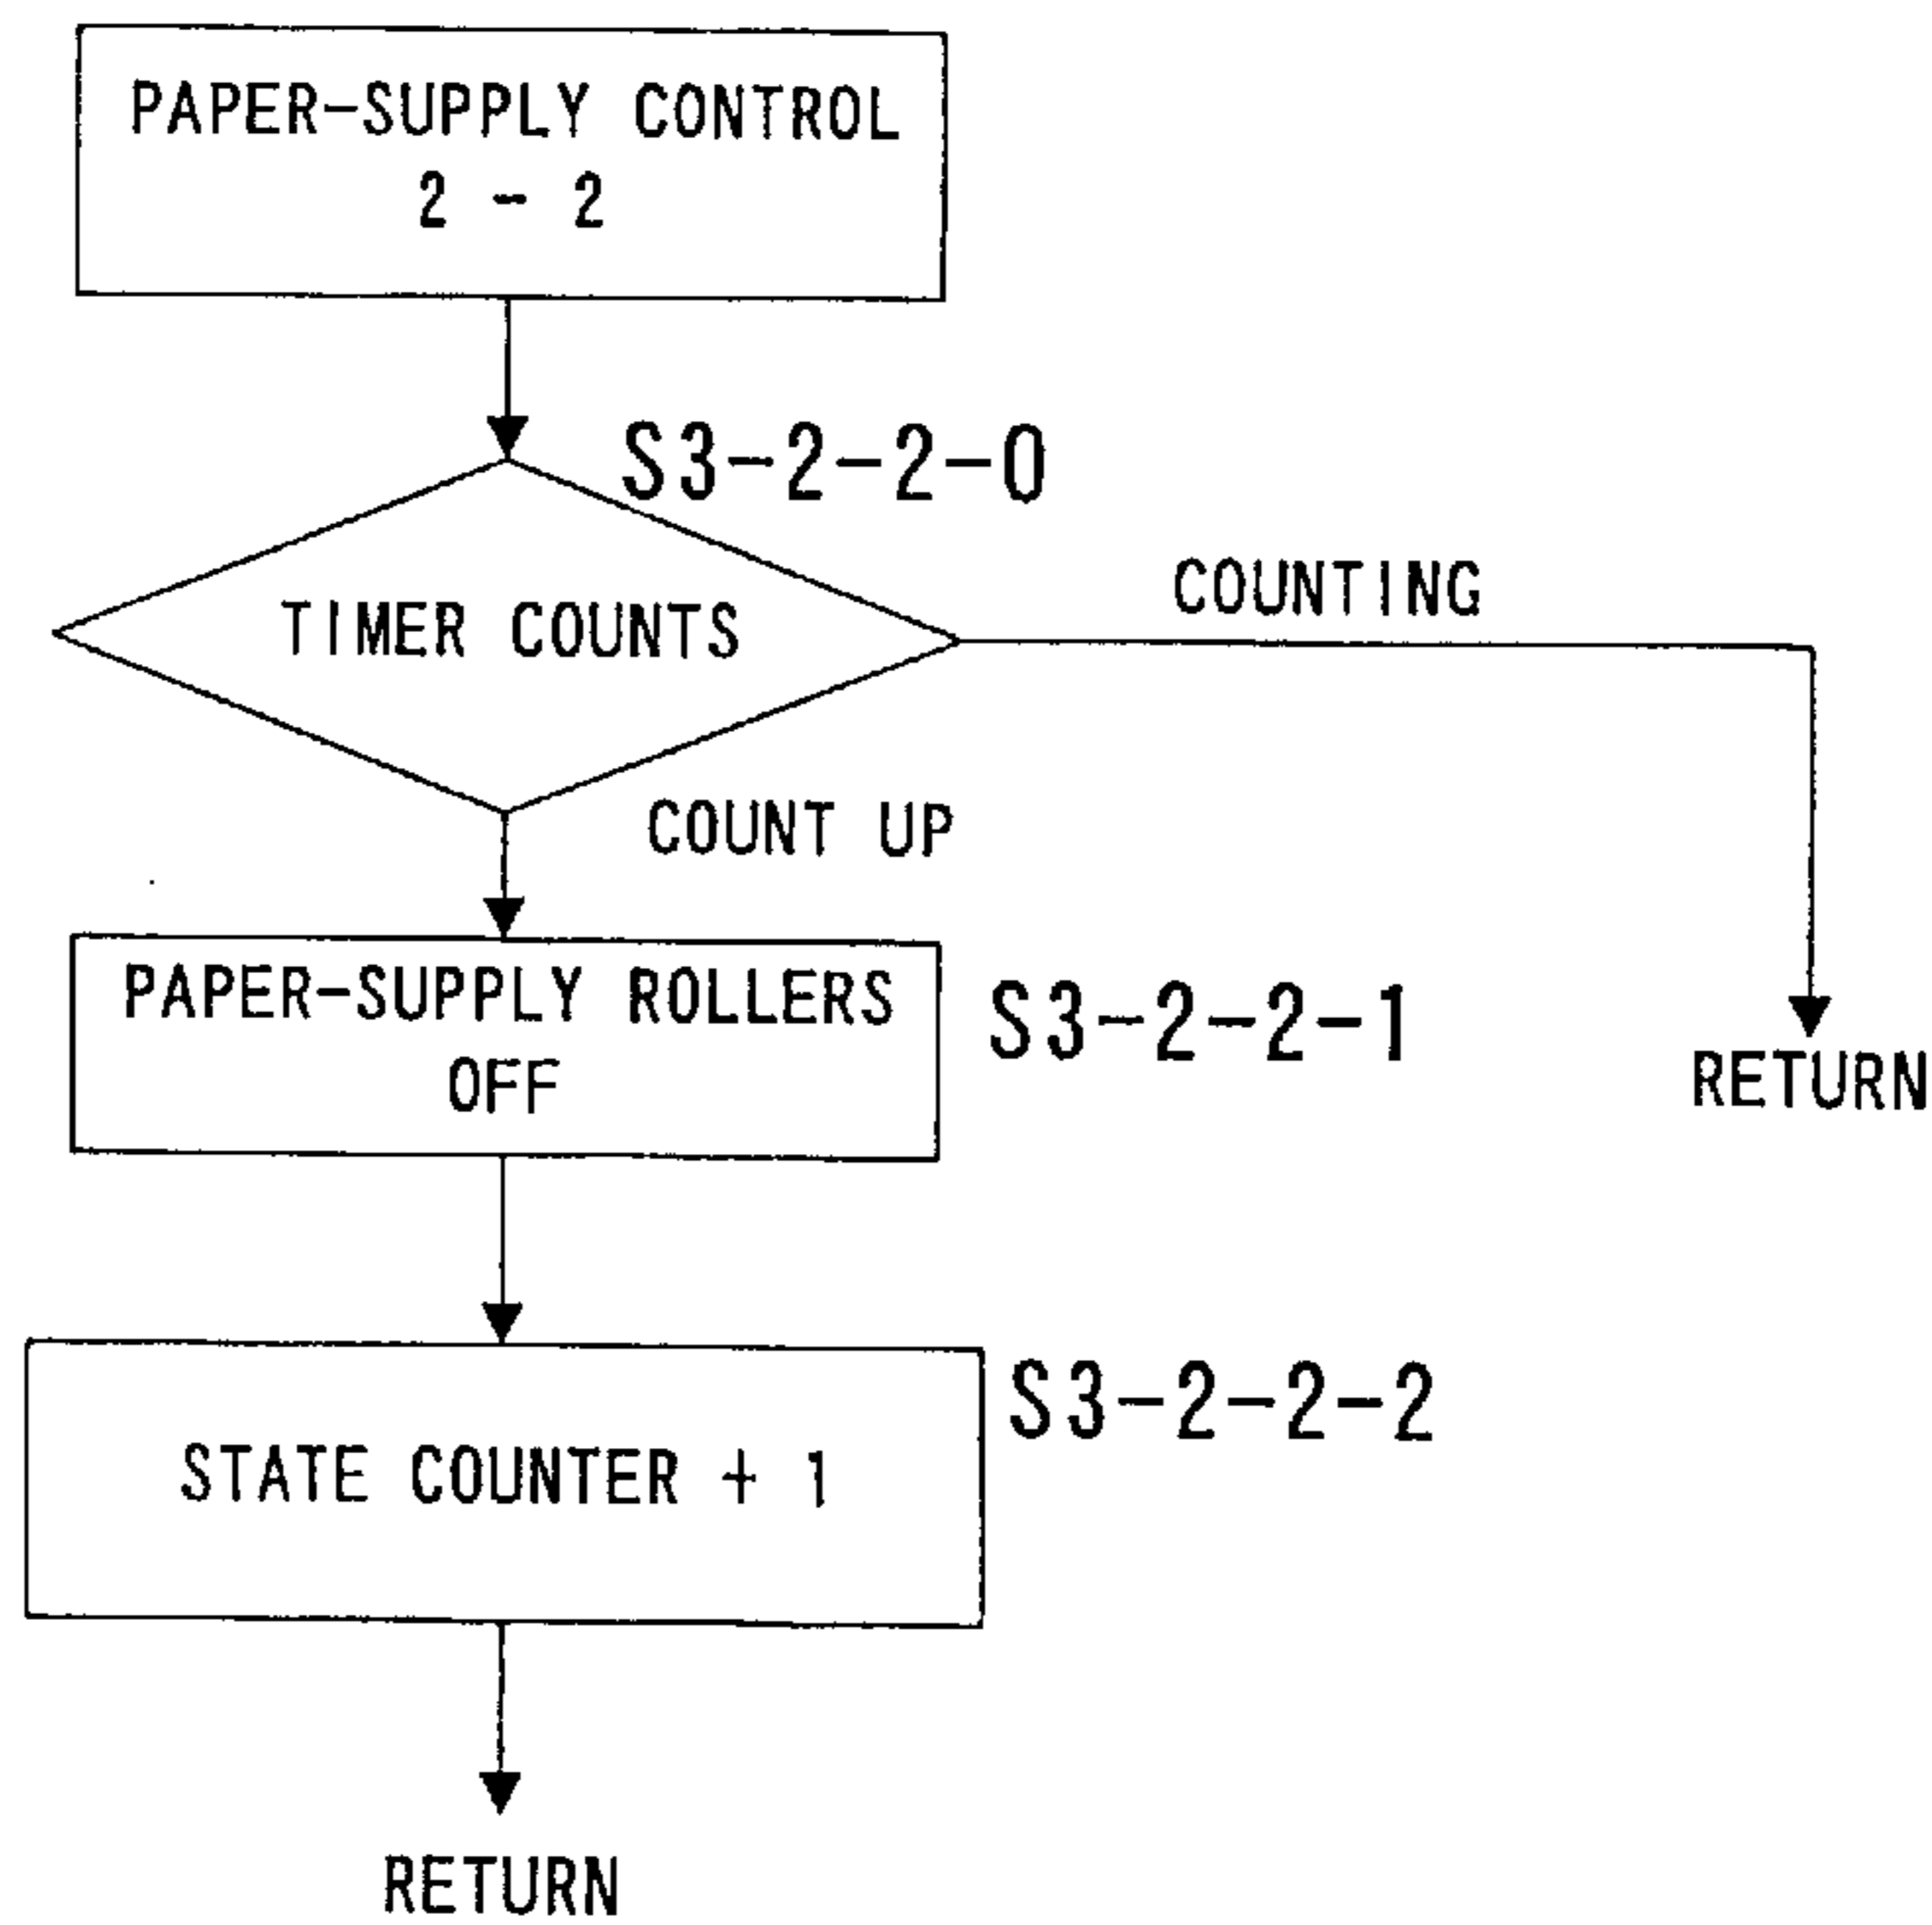 PAPER-SUPPLY CONTROL
2 - 2
S3-2-2-0
TIMER COUNTS
COUNTING
COUNT UP
PAPER-SUPPLY ROLLERS
OFF
S3-2-2-1
RETURN
S3-2-2-2
STATE COUNTER + 1
RETURN